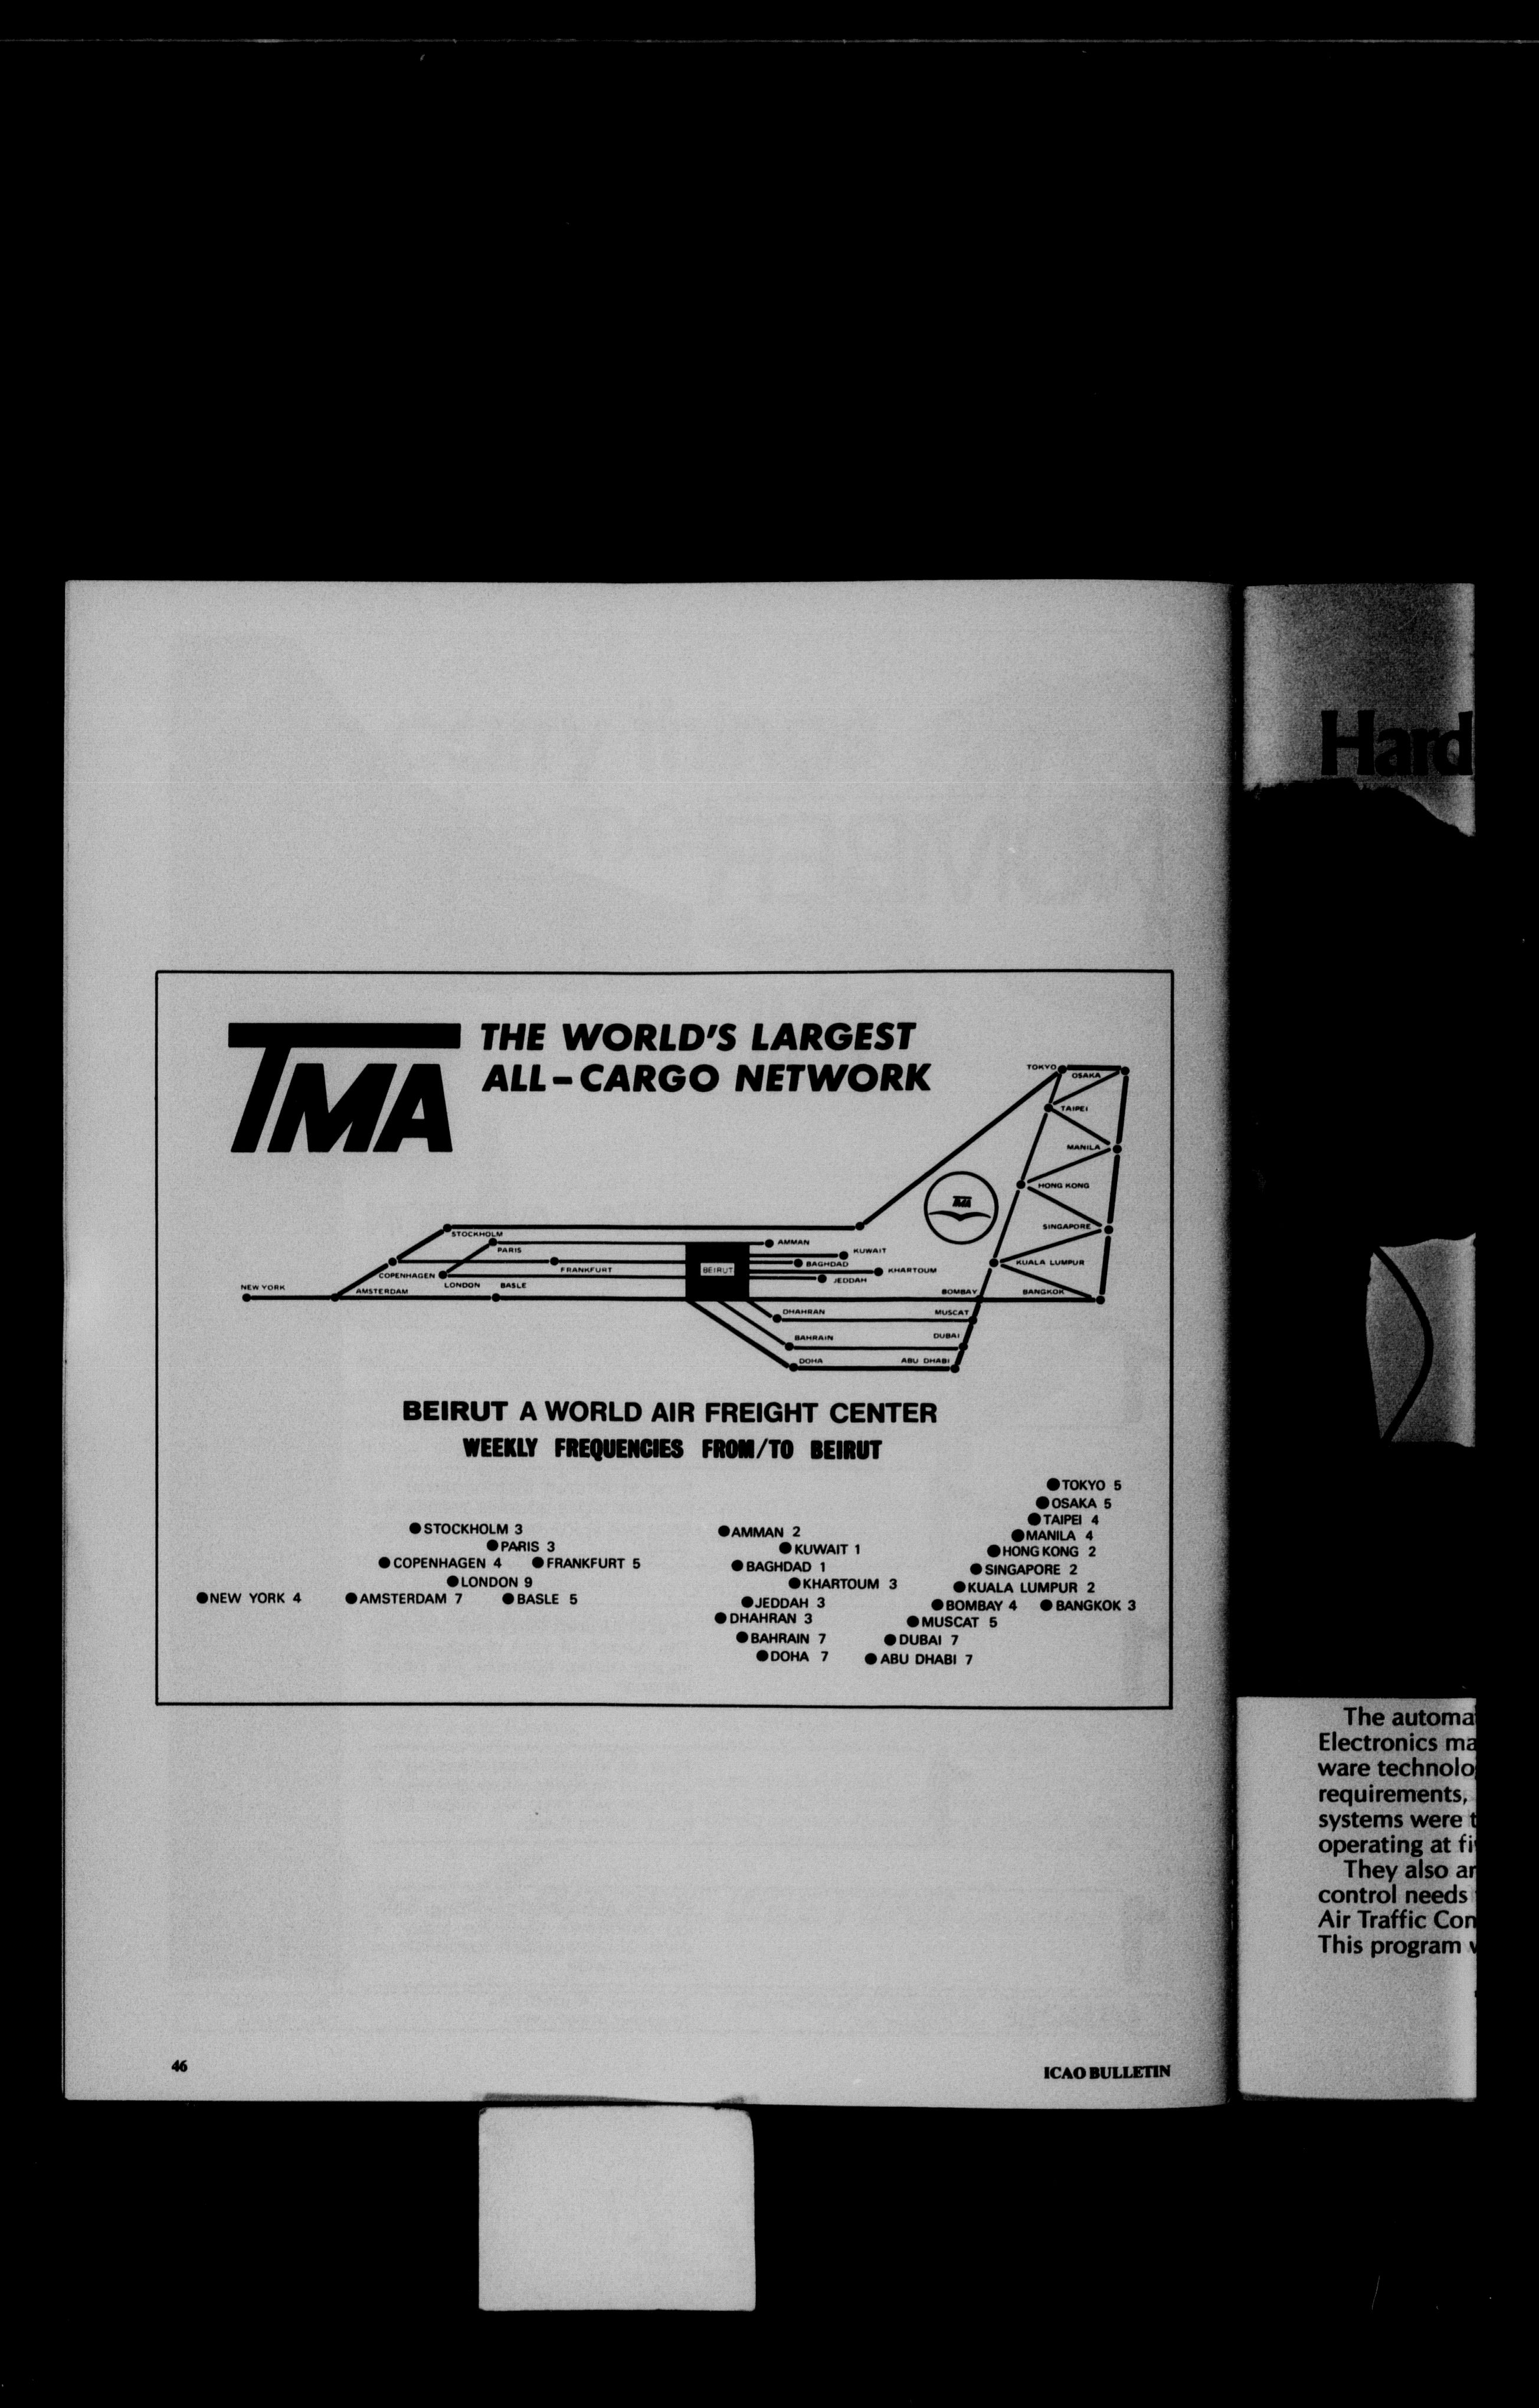 TMA
THE WORLD'S LARGEST
ALL-CARGO NETWORK
TOKYO
OSAKA
TAIPEI
MANILA
HONG KONG
TMA
SINGAPORE
STOCKHOLM
PARIS
AMMAN
KUWAIT
BAGHDAD
KUALA LUMPUR
COPENHAGEN
FRANKFURT
BEIRUT
KHARTOUM
JEDDAH
NEW YORK
AMSTERDAM
LONDON
BASLE
BOMBAY
BANGKOK
DHAHRAN
MUSCAT
BAHRAIN
DUBAI
DOHA
ABU DHABI
BEIRUT A WORLD AIR FREIGHT CENTER
WEEKLY FREQUENCIES FROM/TO BEIRUT
●STOCKHOLM 3
●PARIS 3
●COPENHAGEN 4 ●FRANKFURT 5
●LONDON 9
●NEW YORK 4 ●AMSTERDAM 7 ●BASLE 5
●AMMAN 2
●KUWAIT 1
●BAGHDAD 1
●KHARTOUM 3
●JEDDAH 3
●DHAHRAN 3
●BAHRAIN 7
●DOHA 7
●TOKYO 5
●OSAKA 5
●TAIPEI 4
●MANILA 4
●HONG KONG 2
●SINGAPORE 2
●KUALA LUMPUR 2
●BOMBAY 4 ●BANGKOK 3
●MUSCAT 5
●DUBAI 7
●ABU DHABI 7
46
ICAO BULLETIN
Hard
The automa
Electronics ma
ware technolo
requirements,
systems were t
operating at fi
They also ar
control needs
Air Traffic Con
This program